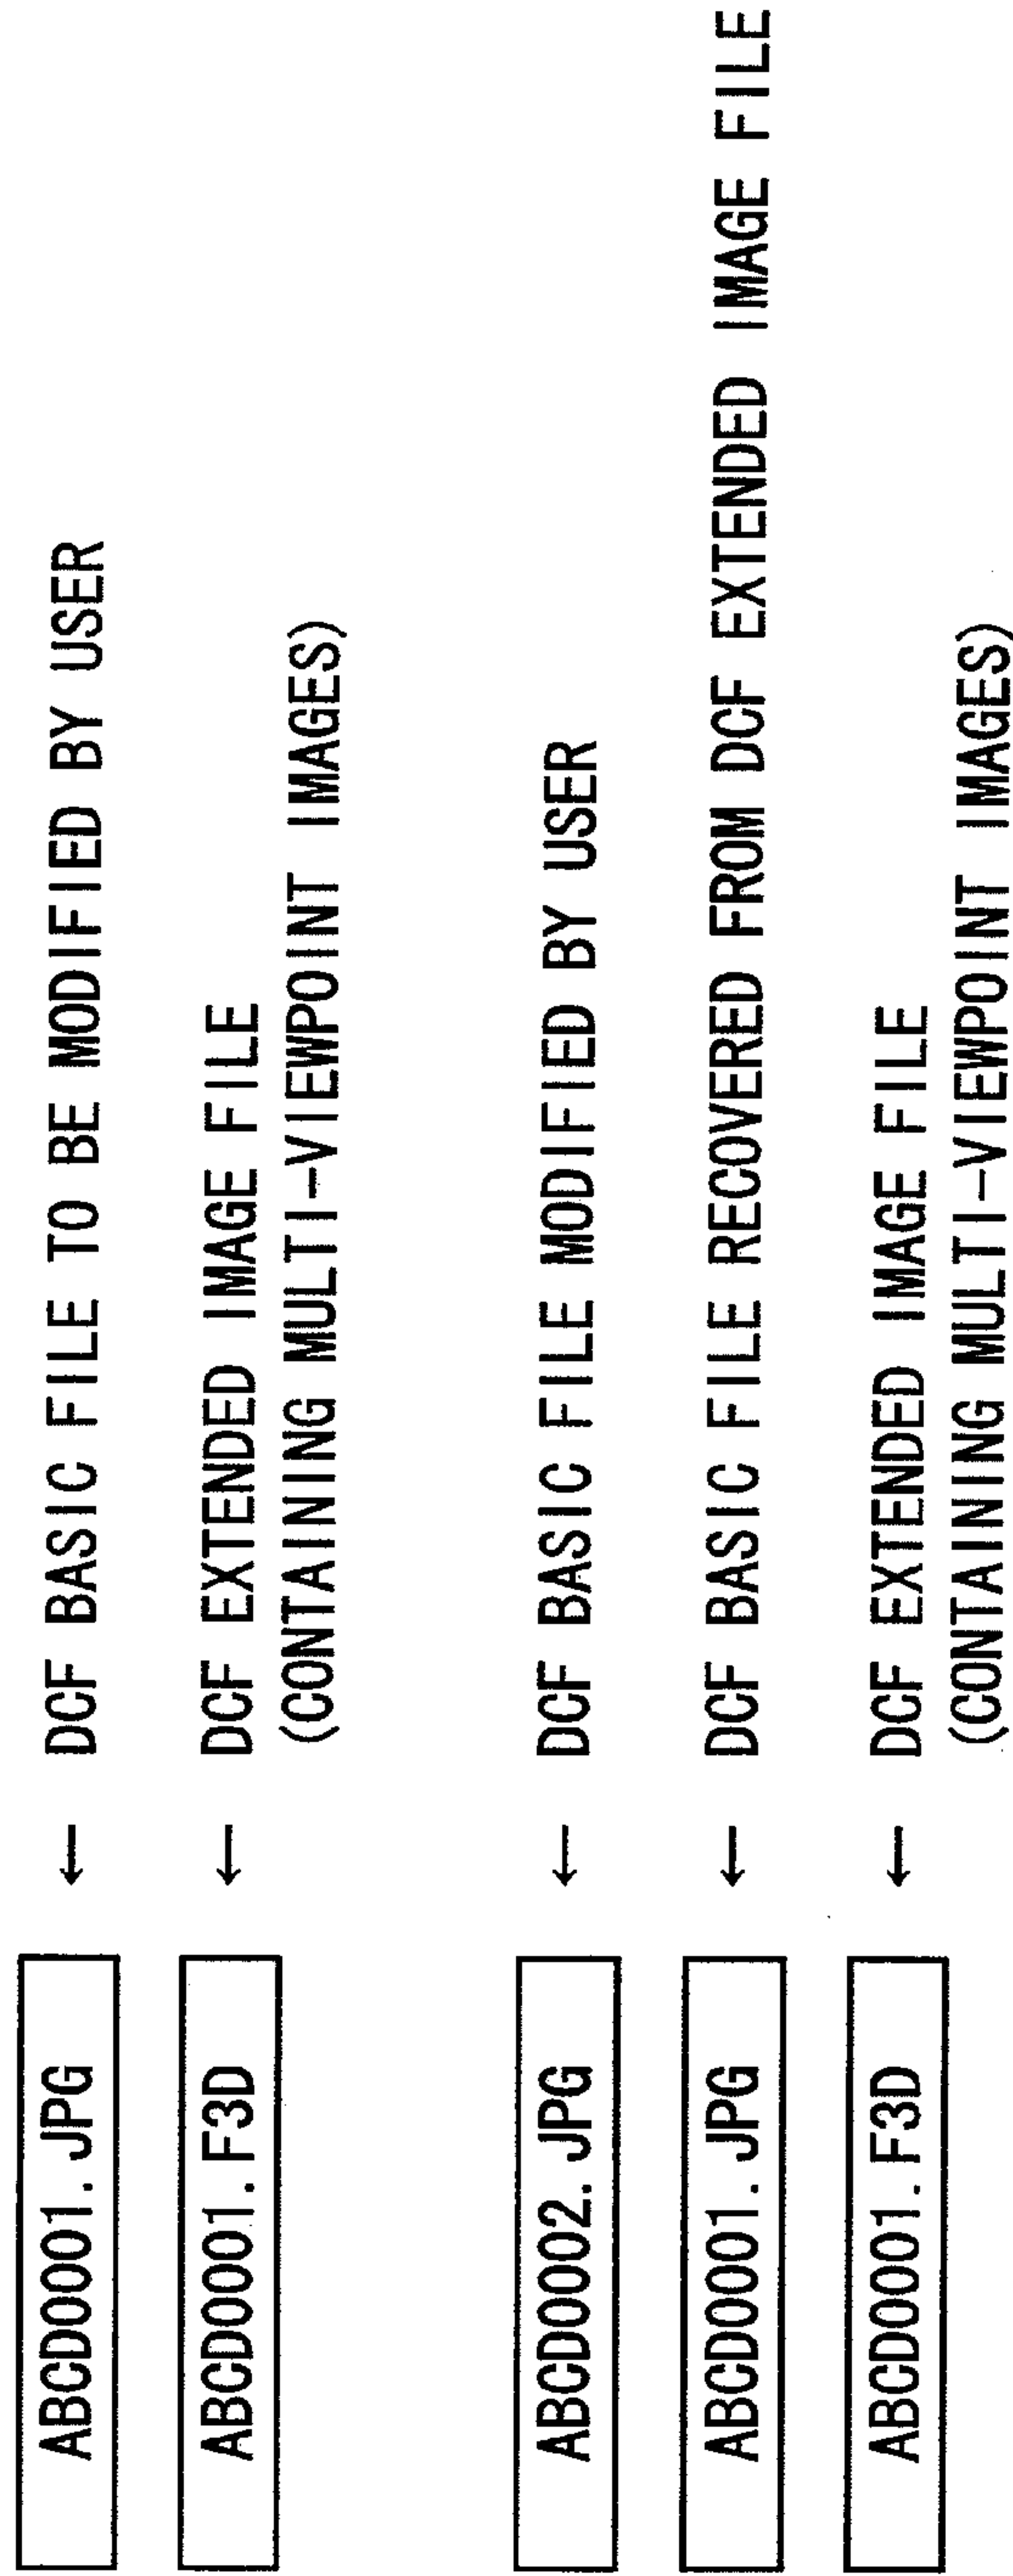 ABCD0001.JPG ← DCF BASIC FILE TO BE MODIFIED BY USER
ABCD0001.F3D ← DCF EXTENDED IMAGE FILE
(CONTAINING MULTI-VIEWPOINT IMAGES)
ABCD0002.JPG ← DCF BASIC FILE MODIFIED BY USER
ABCD0001.JPG ← DCF BASIC FILE RECOVERED FROM DCF EXTENDED IMAGE FILE
ABCD0001.F3D ← DCF EXTENDED IMAGE FILE
(CONTAINING MULTI-VIEWPOINT IMAGES)